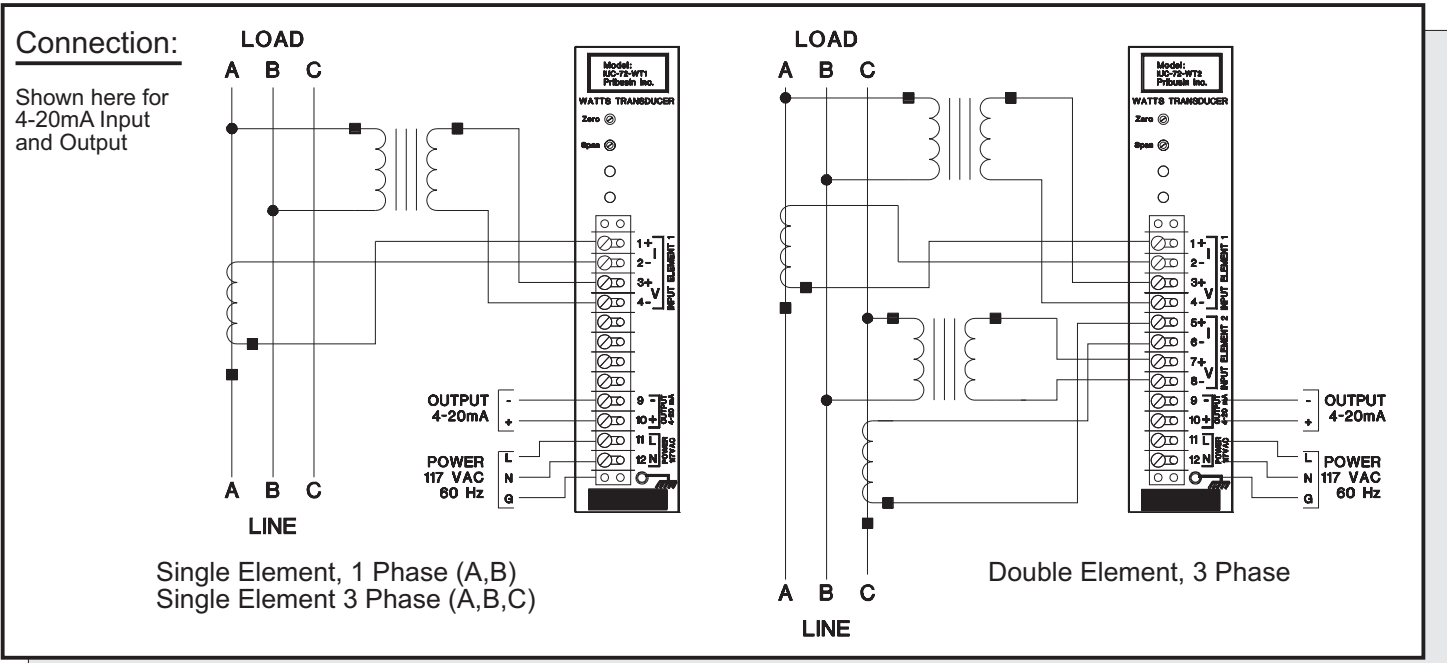 Connection:
Shown here for
4-20mA Input
and Output
LOAD
A B C
Model:
IUC-72-WT1
Pribusin Inc.
WATTS TRANSDUCER
Zero
Span
1+
I
2-
3+
V
4-
INPUT ELEMENT 1
9 -
10 +
OUTPUT
4-20 mA
11 L
12 N
POWER
117VAC
OUTPUT
4-20mA
-
+
POWER
117 VAC
60 Hz
L
N
G
A B C
LINE
Single Element, 1 Phase (A,B)
Single Element 3 Phase (A,B,C)
LOAD
A B C
Model:
IUC-72-WT2
Pribusin Inc.
WATTS TRANSDUCER
Zero
Span
1+
I
2-
3+
V
4-
INPUT ELEMENT 1
5+
I
6-
7+
V
8-
INPUT ELEMENT 2
9 -
10 +
OUTPUT
4-20 mA
11 L
12 N
POWER
117VAC
-
+
OUTPUT
4-20mA
L
N
G
POWER
117 VAC
60 Hz
A B C
LINE
Double Element, 3 Phase